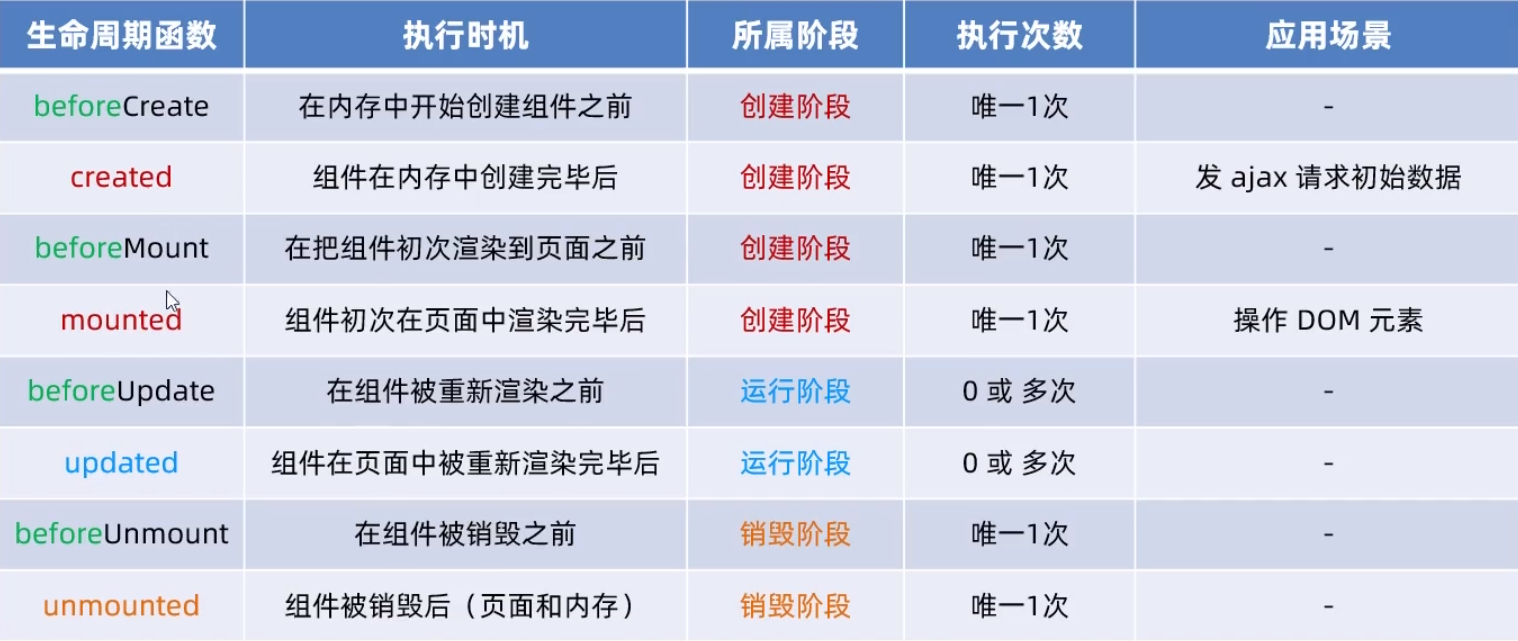 生命周期函数 执行时机 所属阶段 执行次数 应用场景
beforeCreate 在内存中开始创建组件之前 创建阶段 唯一1次 -
created 组件在内存中创建完毕后 创建阶段 唯一1次 发 ajax 请求初始数据
beforeMount 在把组件初次渲染到页面之前 创建阶段 唯一1次 -
mounted 组件初次在页面中渲染完毕后 创建阶段 唯一1次 操作 DOM 元素
beforeUpdate 在组件被重新渲染之前 运行阶段 0 或 多次 -
updated 组件在页面中被重新渲染完毕后 运行阶段 0 或 多次 -
beforeUnmount 在组件被销毁之前 销毁阶段 唯一1次 -
unmounted 组件被销毁后（页面和内存） 销毁阶段 唯一1次 -